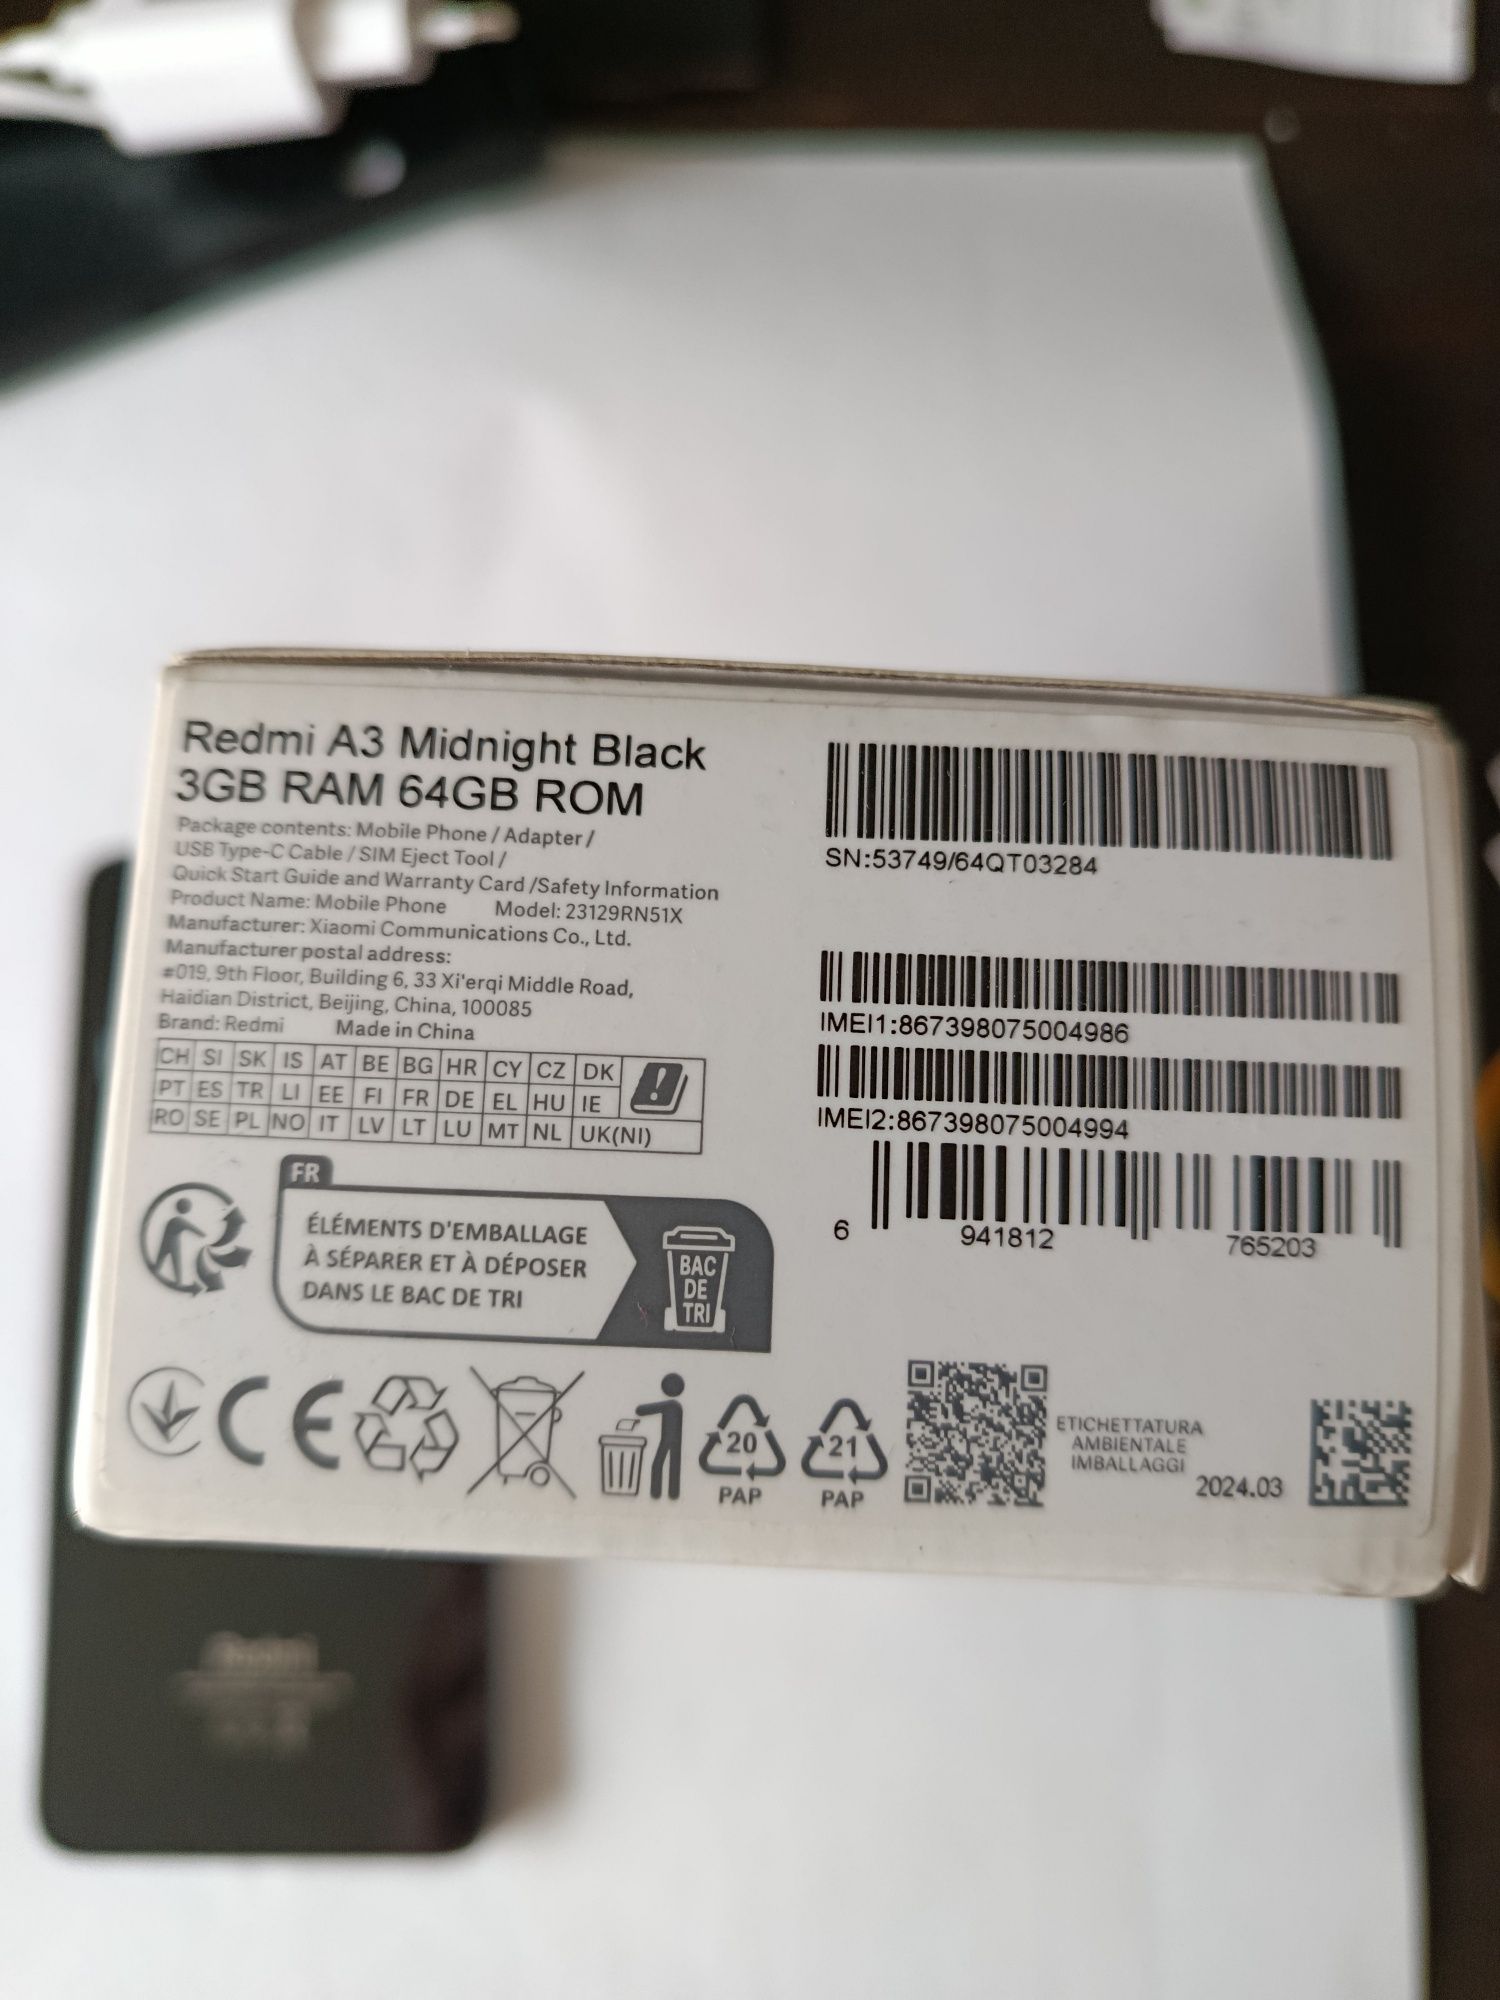 Redmi A3 Midnight Black
3GB RAM 64GB ROM
Package contents: Mobile Phone / Adapter /
USB Type-C Cable / SIM Eject Tool /
Quick Start Guide and Warranty Card /Safety Information
Product Name: Mobile Phone Model: 23129RN51X
Manufacturer: Xiaomi Communications Co., Ltd.
Manufacturer postal address:
#019, 9th Floor, Building 6, 33 Xi'erqi Middle Road,
Haidian District, Beijing, China, 100085
Brand: Redmi Made in China
CH SI SK IS AT BE BG HR CY CZ DK
PT ES TR LI EE FI FR DE EL HU IE
RO SE PL NO IT LV LT LU MT NL UK(NI)
FR
ÉLÉMENTS D'EMBALLAGE
À SÉPARER ET À DÉPOSER
DANS LE BAC DE TRI
BAC
DE
TRI
CE
20
PAP
21
PAP
SN:53749/64QT03284
IMEI1:867398075004986
IMEI2:867398075004994
6 941812 765203
ETICHETTATURA
AMBIENTALE
IMBALLAGGI
2024.03
Redmi